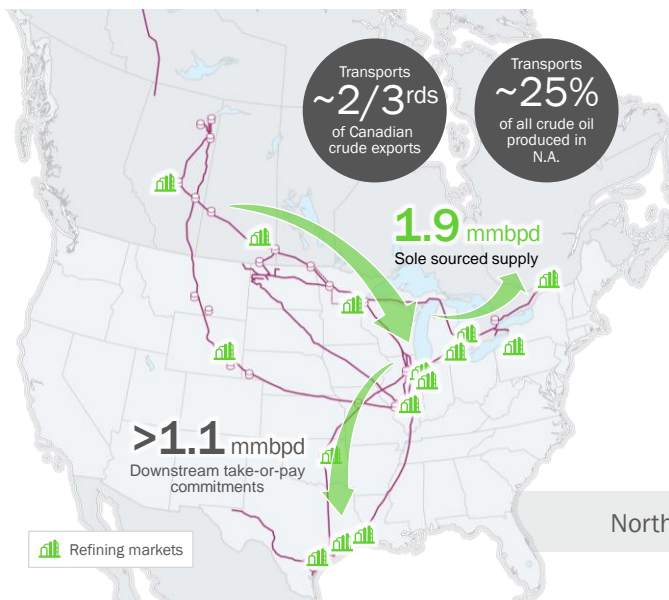 Transports
~2/3rds
of Canadian
crude exports
Transports
~25%
of all crude oil
produced in
N.A.
1.9 mmbpd
Sole sourced supply
>1.1 mmbpd
Downstream take-or-pay
commitments
North
Refining markets